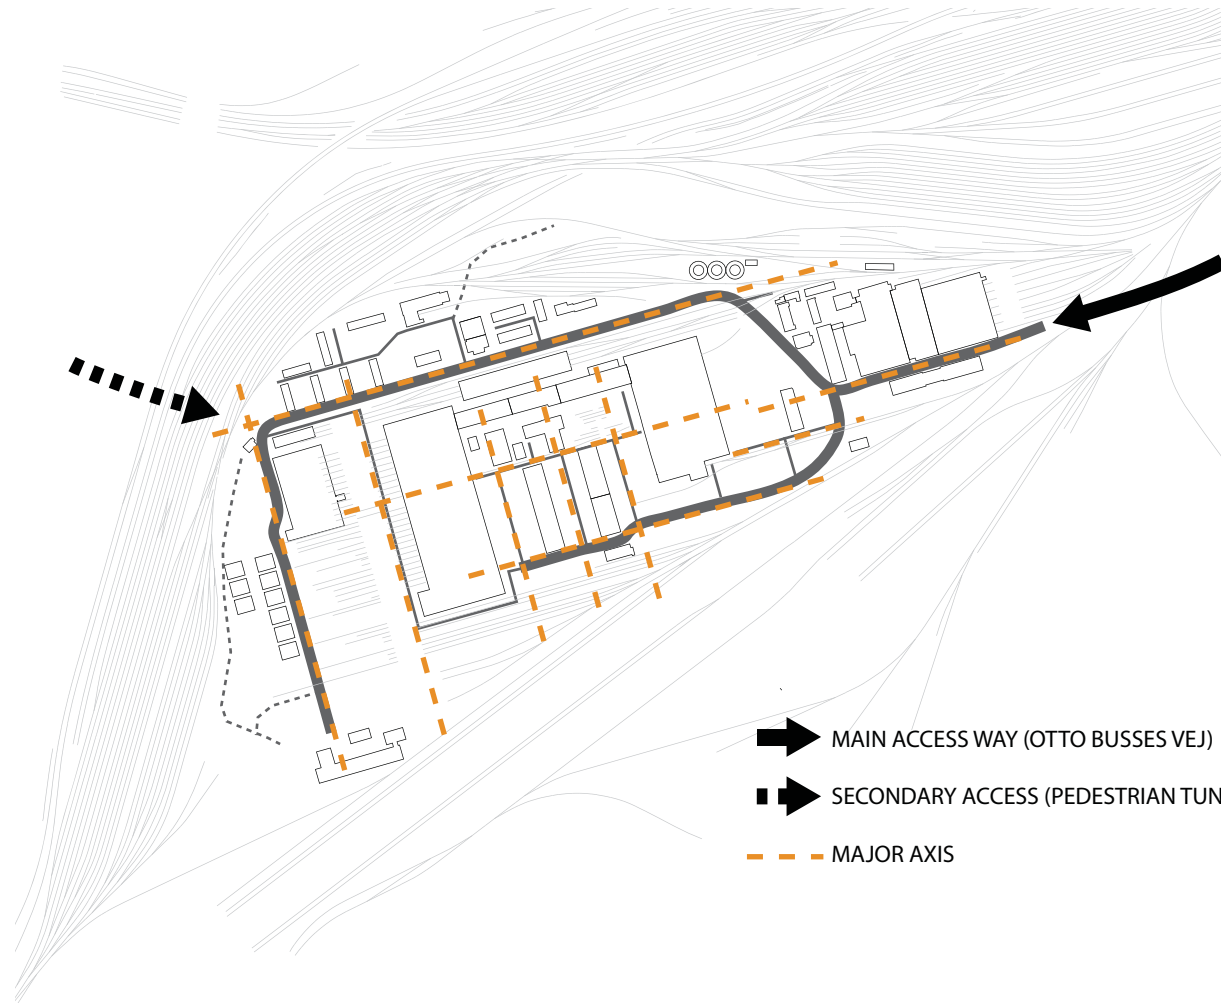 MAIN ACCESS WAY (OTTO BUSSES VEJ)
SECONDARY ACCESS (PEDESTRIAN TUN
MAJOR AXIS